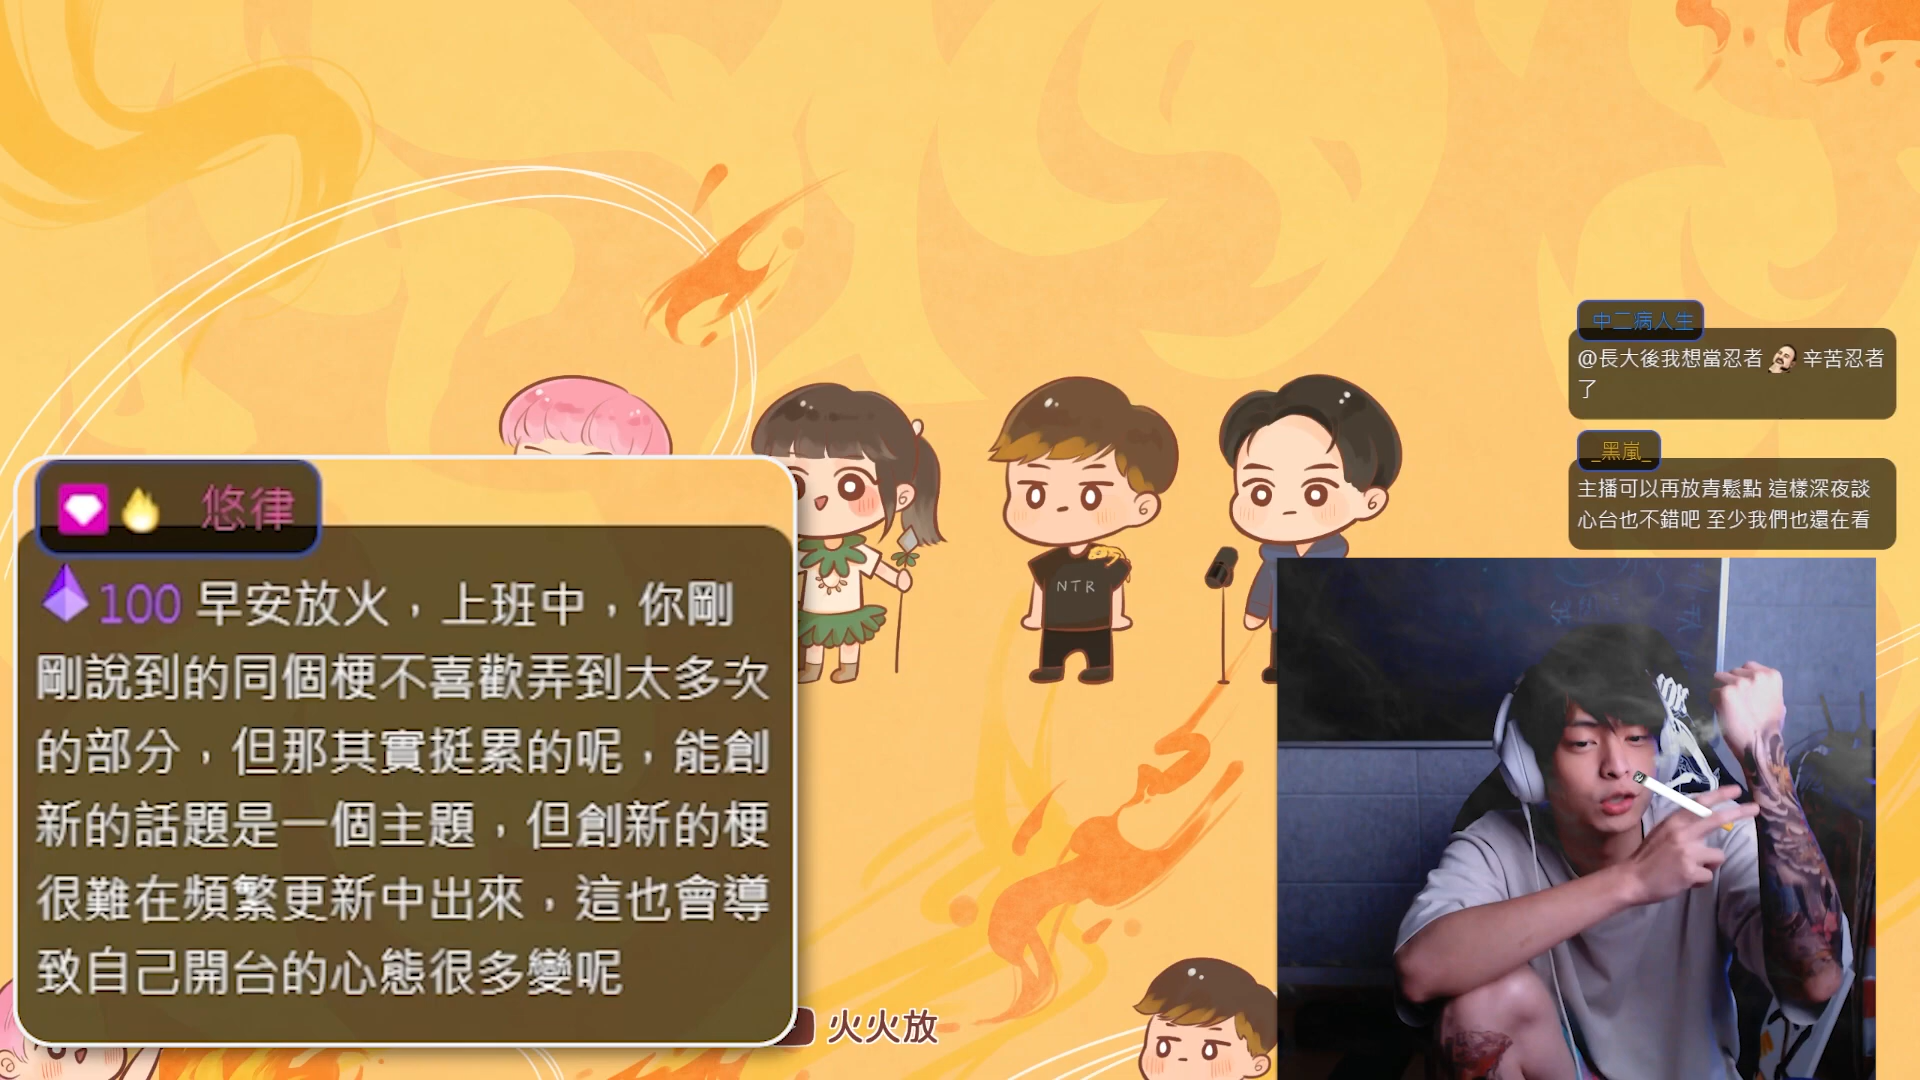 悠律
100 早安放火，上班中，你剛
剛說到的同個梗不喜歡弄到太多次
的部分，但那其實挺累的呢，能創
新的話題是一個主題，但創新的梗
很難在頻繁更新中出來，這也會導
致自己開台的心態很多變呢
中二病人生
@長大後我想當忍者 辛苦忍者
了
_黑嵐_
主播可以再放青鬆點 這樣深夜談
心台也不錯吧 至少我們也還在看
NTR
火火放